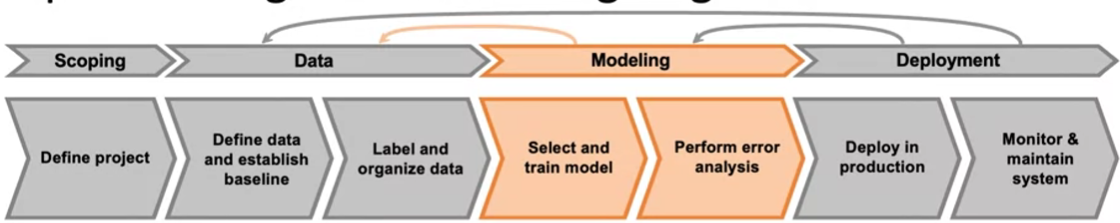 Scoping
Data
Modeling
Deployment
Define project
Define data
and establish
baseline
Label and
organize data
Select and
train model
Perform error
analysis
Deploy in
production
Monitor &
maintain
system